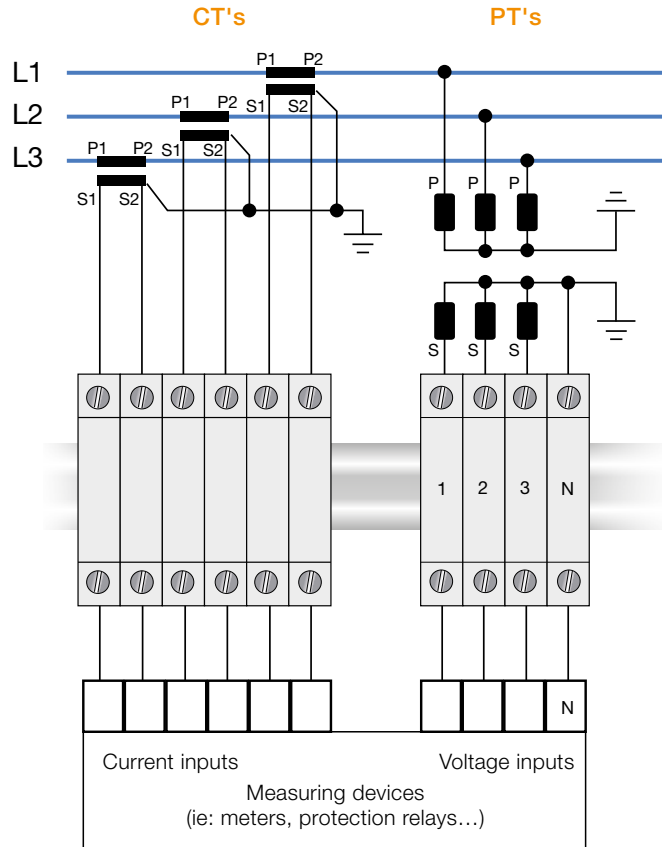 CT's PT's
P1 P2
L1
S1 S2
P1 P2
L2
S1 S2
P1 P2
L3
S1 S2
P P P
S S S
1 2 3 N
N
Current inputs Voltage inputs
Measuring devices
(ie: meters, protection relays…)